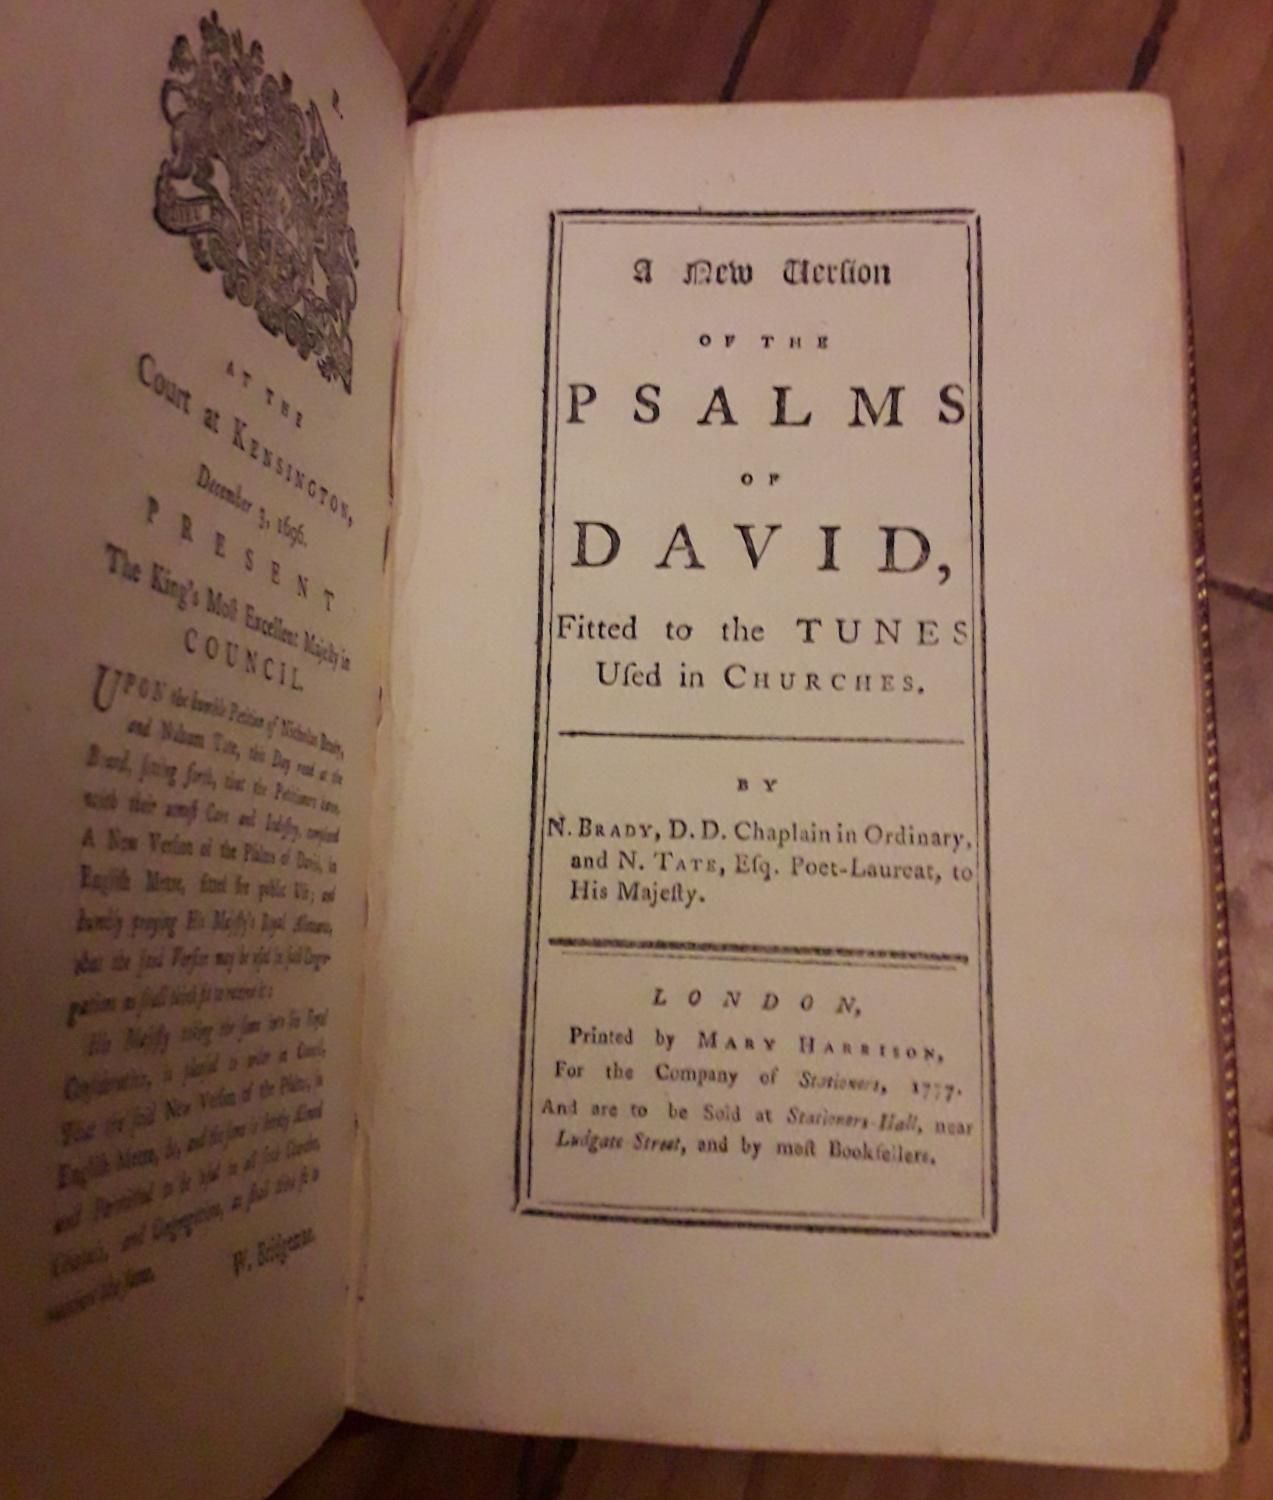 DIEU
AT THE
Court at KENSINGTON,
December 3, 1696.
PRESENT
The King's Moſt Excellent Majeſty in
COUNCIL.
UPON the humble Petition of Nicholas Brady,
and Nahum Tate, this Day read at the
Board, ſetting forth, that the Petitioners have,
with their utmoſt Care and Induſtry, compleated
A New Verſion of the Pſalms of David, in
Engliſh Metre, fitted for public Uſe; and
humbly praying His Majeſty's Royal Allowance,
that the ſaid Verſion may be uſed in ſuch Congre-
gations as ſhall think fit to receive it:
His Majeſty taking the ſame into his Royal
Conſideration, is pleaſed to order in Council,
That the ſaid New Verſion of the Pſalms, in
Engliſh Metre, be, and the ſame is hereby allowed
and Permitted to be uſed in all ſuch Churches,
and Congregations, as ſhall think fit to
the ſame.
W. Bridgeman.
A New Verſion
OF THE
PSALMS
OF
DAVID,
Fitted to the TUNES
Uſed in CHURCHES.
BY
N. BRADY, D.D. Chaplain in Ordinary,
and N. TATE, Eſq. Poet-Laureat, to
His Majeſty.
LONDON,
Printed by MARY HARRISON,
For the Company of Stationers, 1777.
And are to be Sold at Stationers-Hall, near
Ludgate Street, and by moſt Bookſellers.